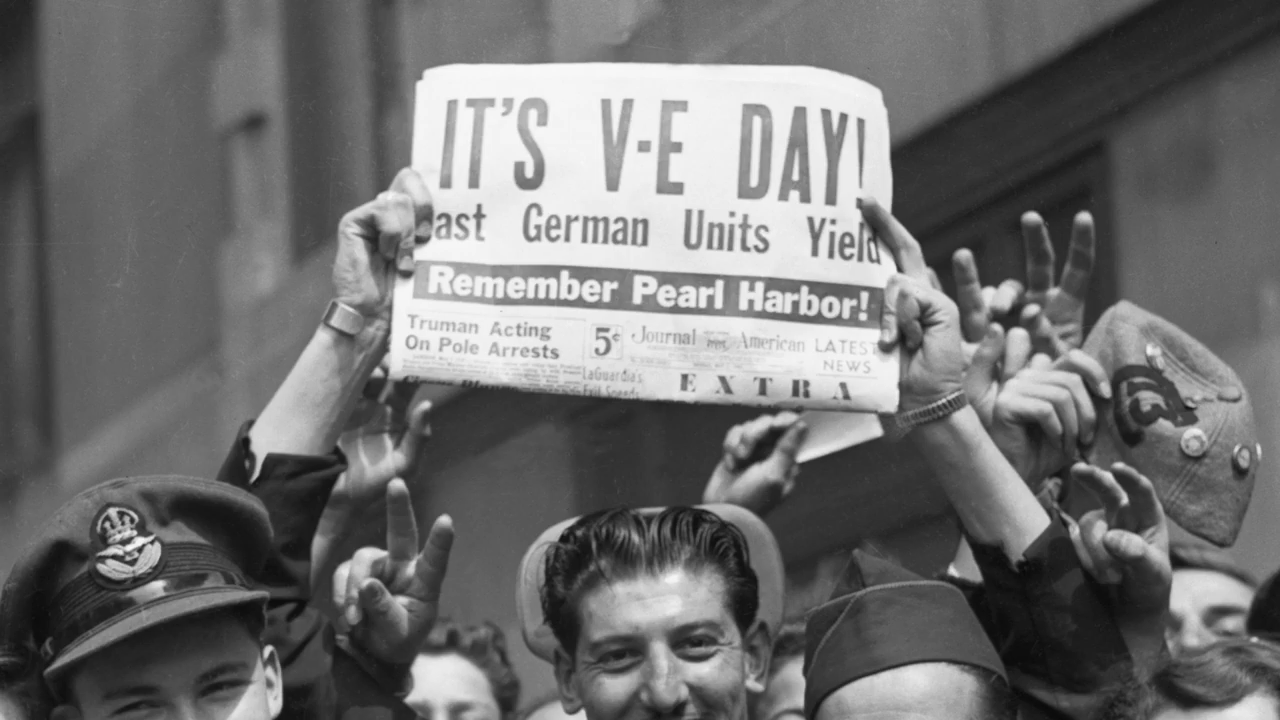 IT'S V-E DAY!
ast German Units Yield
Remember Pearl Harbor!
Truman Acting
On Pole Arrests
5¢
Journal American
LATEST
NEWS
LaGuardia's
EXTRA